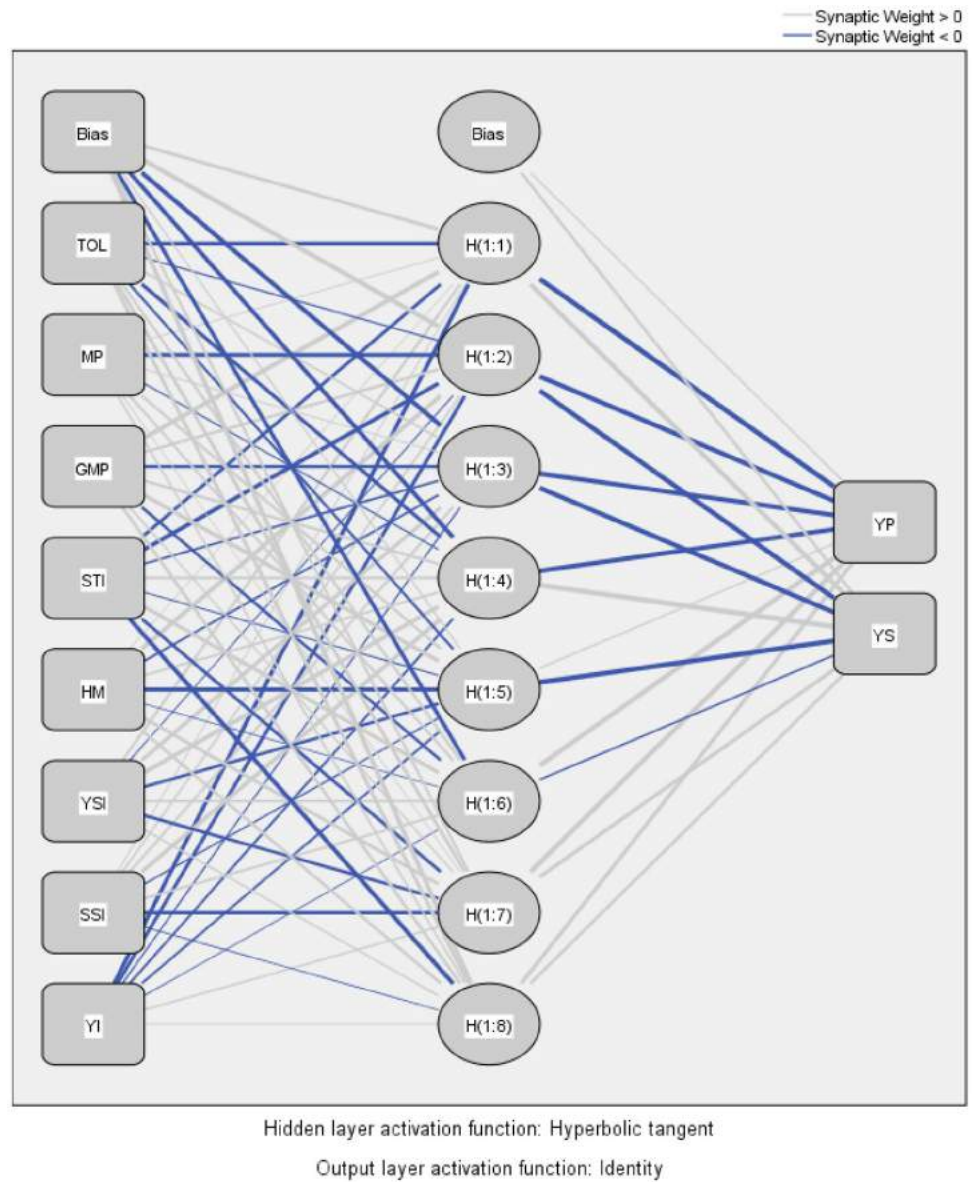 Synaptic Weight > 0
Synaptic Weight < 0
Bias
Bias
TOL
H(1:1)
MP
H(1:2)
GMP
H(1:3)
YP
STI
H(1:4)
YS
HM
H(1:5)
YSI
H(1:6)
SSI
H(1:7)
YI
H(1:8)
Hidden layer activation function: Hyperbolic tangent
Output layer activation function: Identity